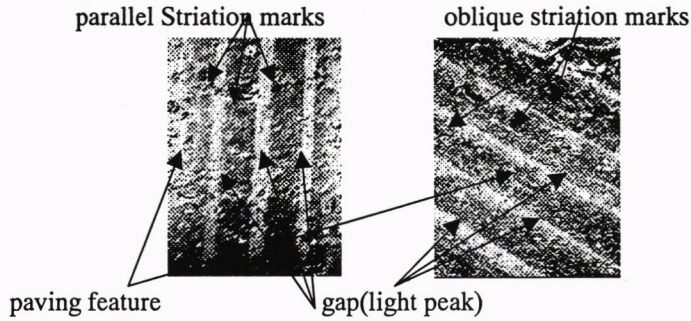 parallel Striation marks
oblique striation marks
paving feature
gap(light peak)